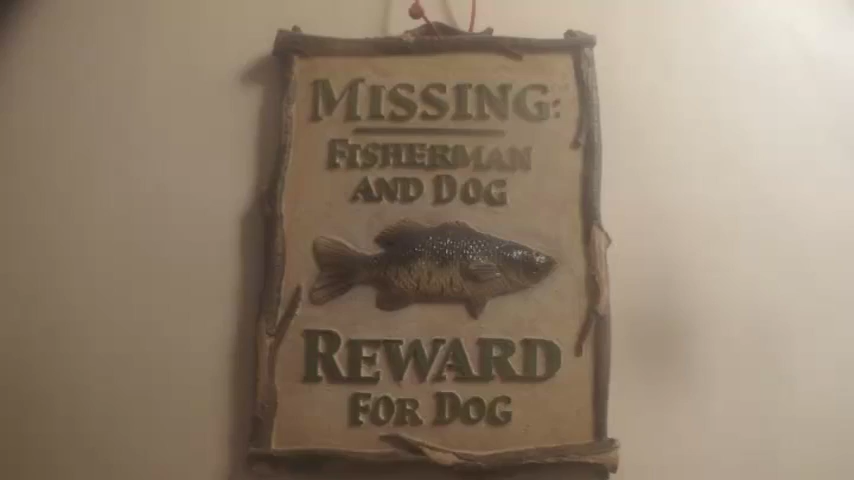 MISSING:
FISHERMAN
AND DOG
REWARD
FOR DOG